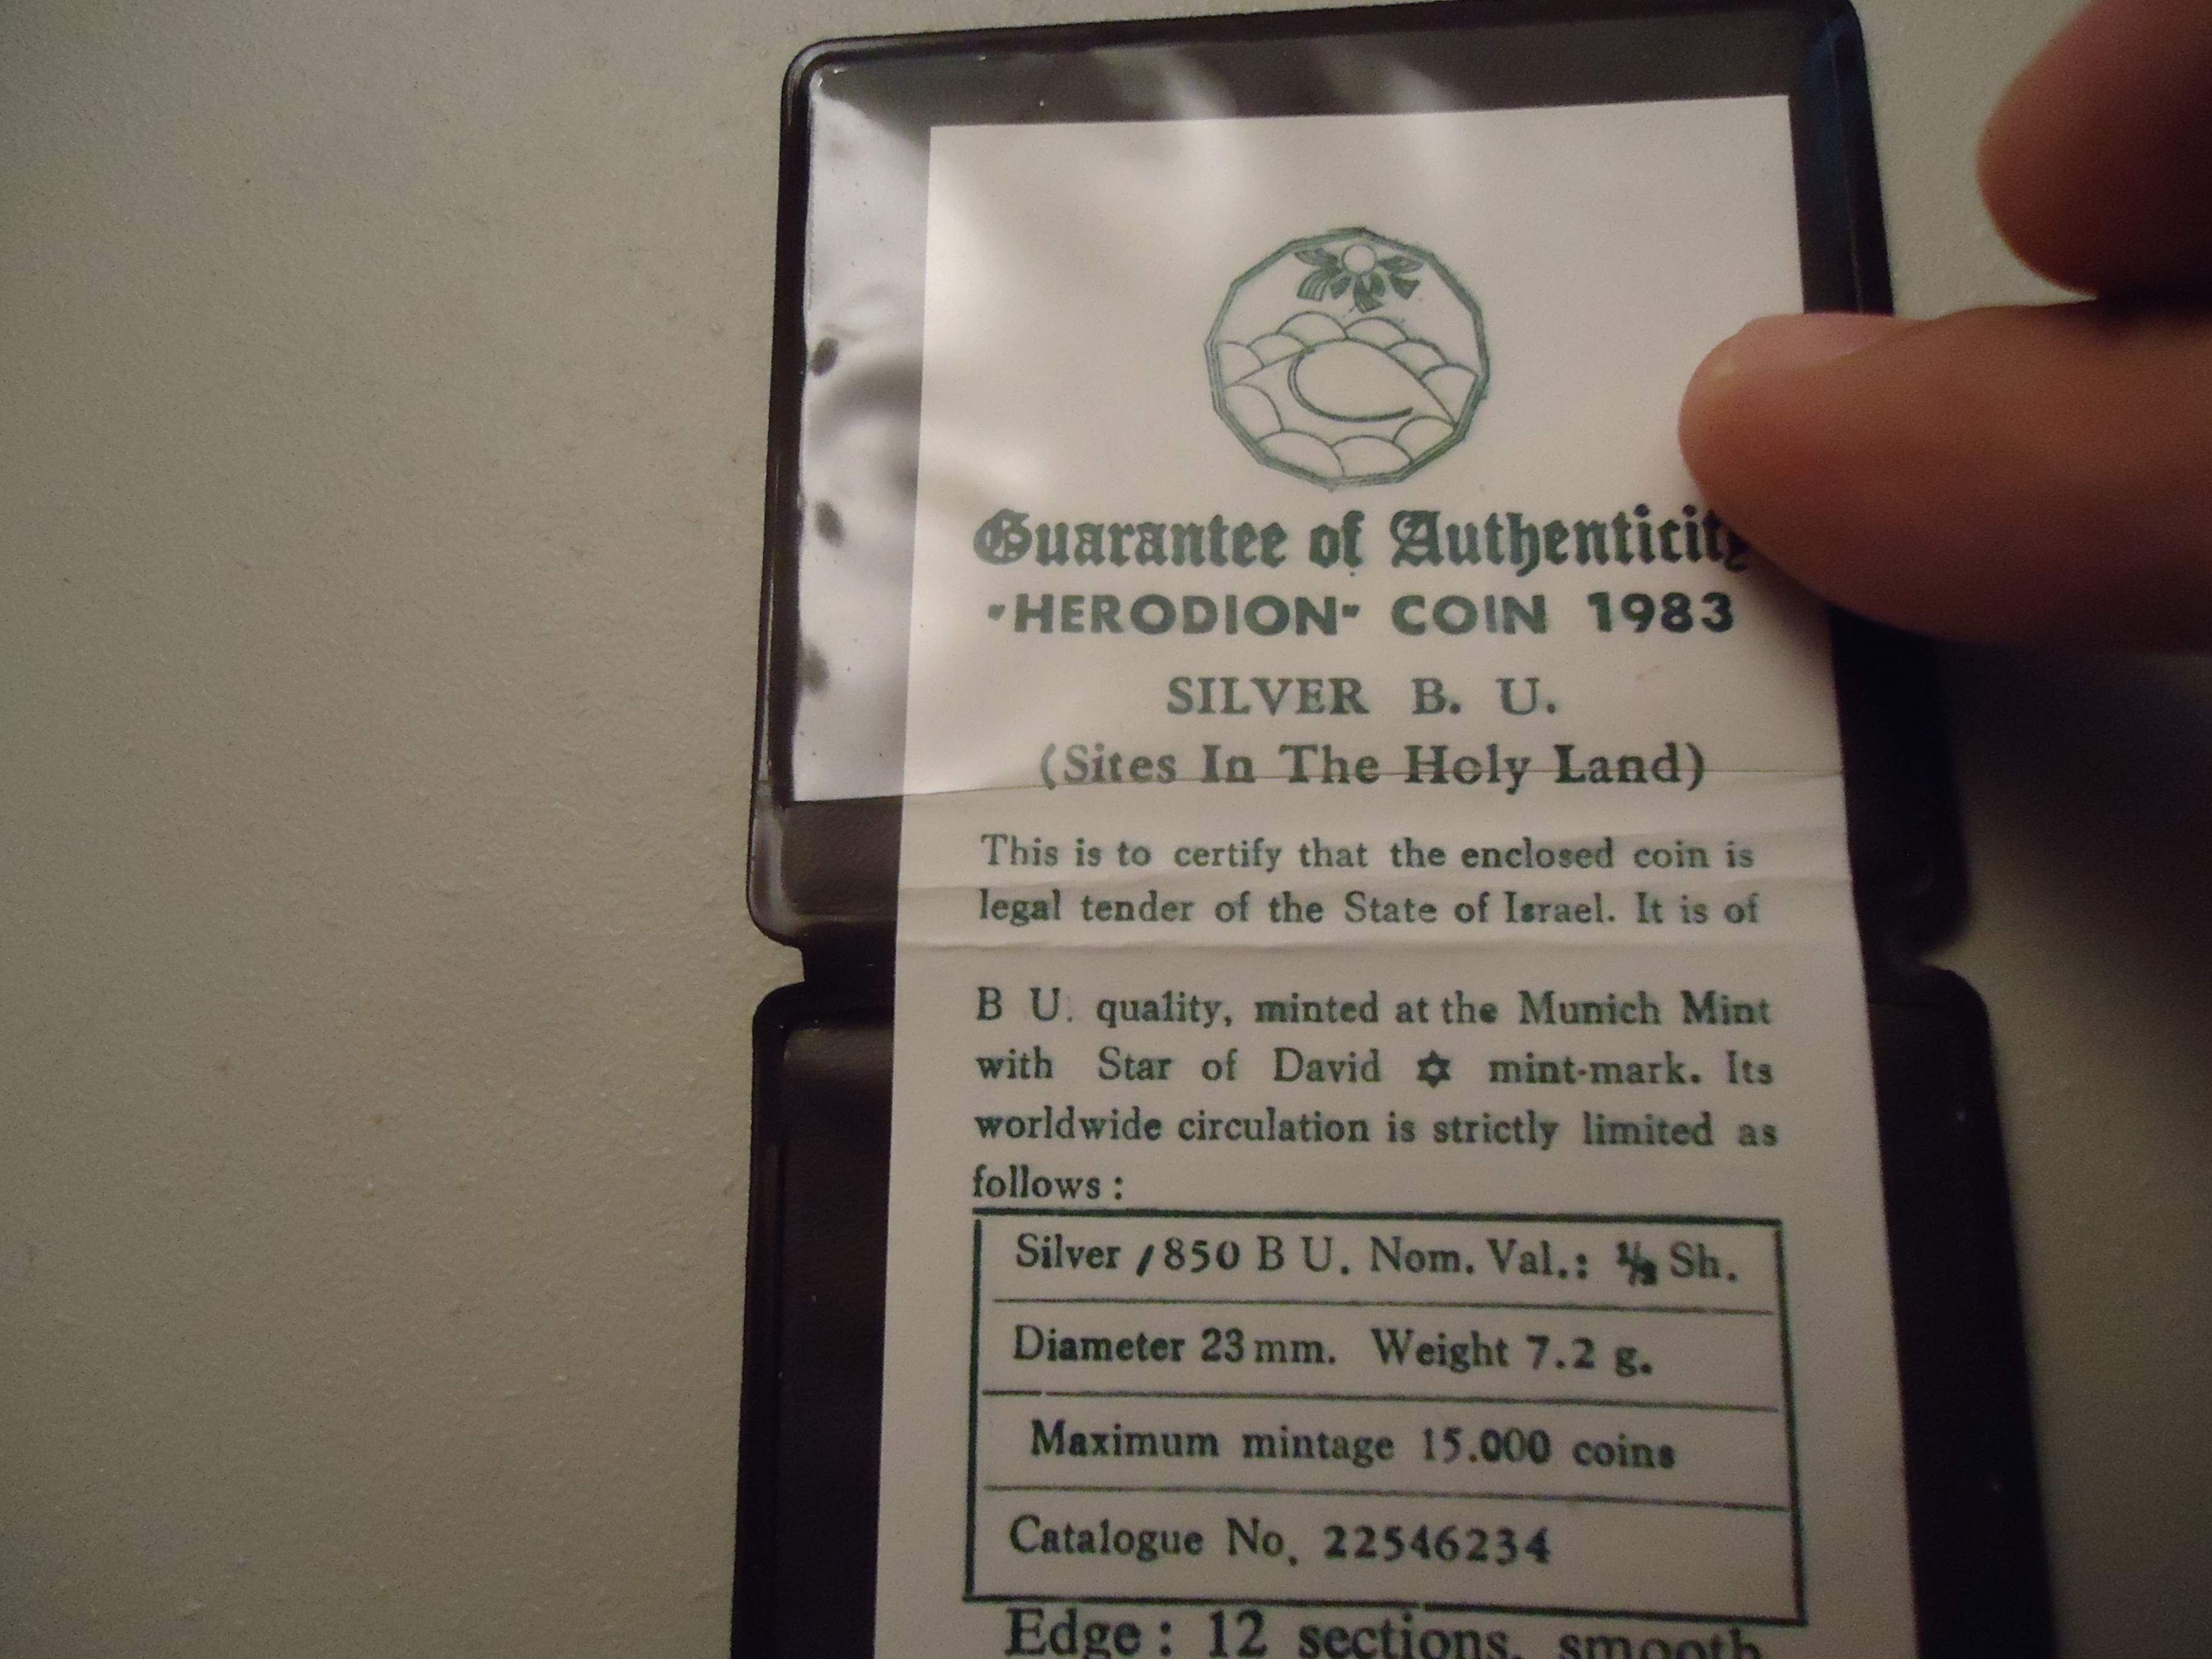 Guarantee of Authenticity
"HERODION" COIN 1983
SILVER B. U.
(Sites In The Holy Land)
This is to certify that the enclosed coin is
legal tender of the State of Israel. It is of
B U. quality, minted at the Munich Mint
with Star of David ✡ mint-mark. Its
worldwide circulation is strictly limited as
follows:
Silver /850 B U. Nom. Val.: ½ Sh.
Diameter 23 mm. Weight 7.2 g.
Maximum mintage 15.000 coins
Catalogue No. 22546234
Edge: 12 sections, smooth